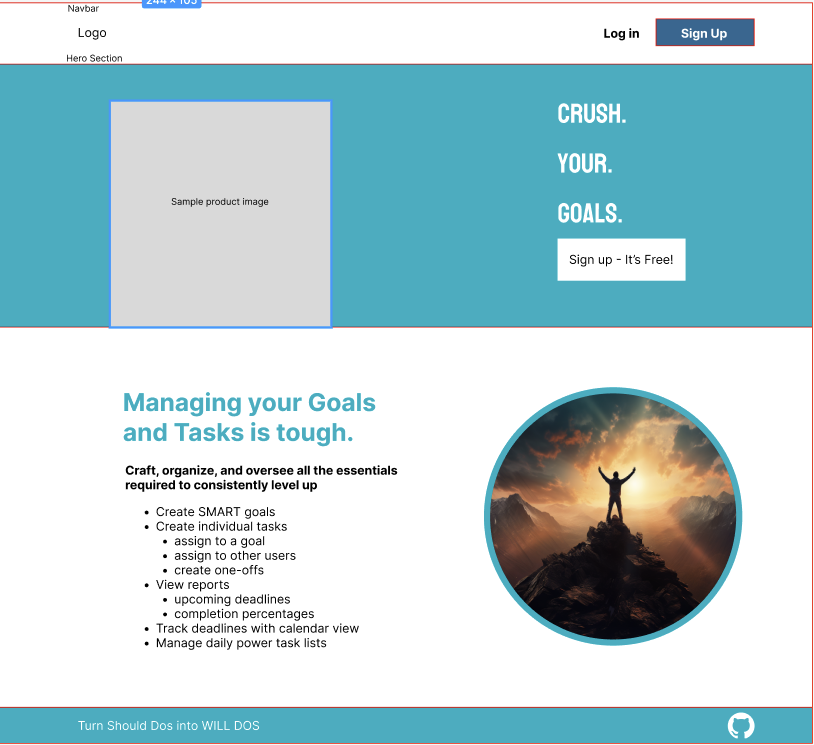 Navbar
244 × 105
Logo
Log in
Sign Up
Hero Section
CRUSH.
YOUR.
GOALS.
Sample product image
Sign up - It's Free!
Managing your Goals
and Tasks is tough.
Craft, organize, and oversee all the essentials
required to consistently level up
• Create SMART goals
• Create individual tasks
• assign to a goal
• assign to other users
• create one-offs
• View reports
• upcoming deadlines
• completion percentages
• Track deadlines with calendar view
• Manage daily power task lists
Turn Should Dos into WILL DOS